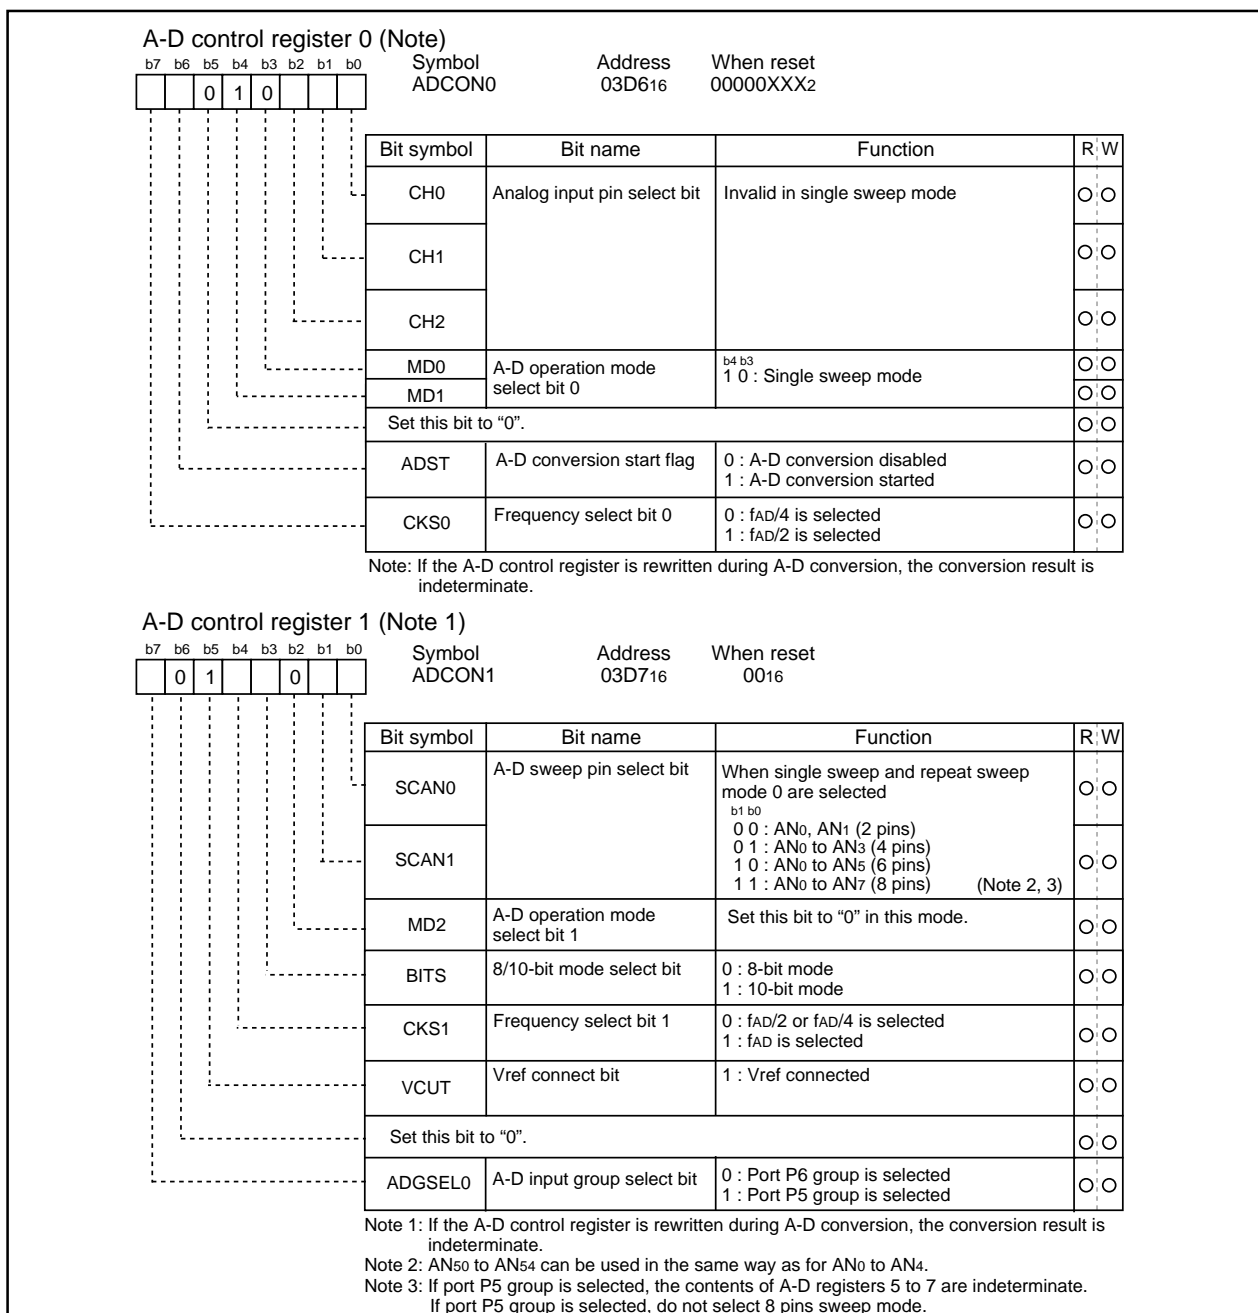 A-D control register 0 (Note)
b7 b6 b5 b4 b3 b2 b1 b0
Symbol Address When reset
ADCON0 03D616 00000XXX2
0 1 0
Bit symbol Bit name Function R W
CH0 Analog input pin select bit Invalid in single sweep mode
CH1
CH2
MD0 A-D operation mode select bit 0
b4 b3
1 0 : Single sweep mode
MD1
Set this bit to “0”.
ADST A-D conversion start flag 0 : A-D conversion disabled
1 : A-D conversion started
CKS0 Frequency select bit 0 0 : fAD/4 is selected
1 : fAD/2 is selected
Note: If the A-D control register is rewritten during A-D conversion, the conversion result is
indeterminate.
A-D control register 1 (Note 1)
b7 b6 b5 b4 b3 b2 b1 b0
Symbol Address When reset
ADCON1 03D716 0016
0 1 0
Bit symbol Bit name Function R W
SCAN0 A-D sweep pin select bit When single sweep and repeat sweep
mode 0 are selected
b1 b0
0 0 : AN0, AN1 (2 pins)
0 1 : AN0 to AN3 (4 pins)
SCAN1
1 0 : AN0 to AN5 (6 pins)
1 1 : AN0 to AN7 (8 pins) (Note 2, 3)
MD2 A-D operation mode select bit 1 Set this bit to “0” in this mode.
BITS 8/10-bit mode select bit 0 : 8-bit mode
1 : 10-bit mode
CKS1 Frequency select bit 1 0 : fAD/2 or fAD/4 is selected
1 : fAD is selected
VCUT Vref connect bit 1 : Vref connected
Set this bit to “0”.
ADGSEL0 A-D input group select bit 0 : Port P6 group is selected
1 : Port P5 group is selected
Note 1: If the A-D control register is rewritten during A-D conversion, the conversion result is
indeterminate.
Note 2: AN50 to AN54 can be used in the same way as for AN0 to AN4.
Note 3: If port P5 group is selected, the contents of A-D registers 5 to 7 are indeterminate.
If port P5 group is selected, do not select 8 pins sweep mode.